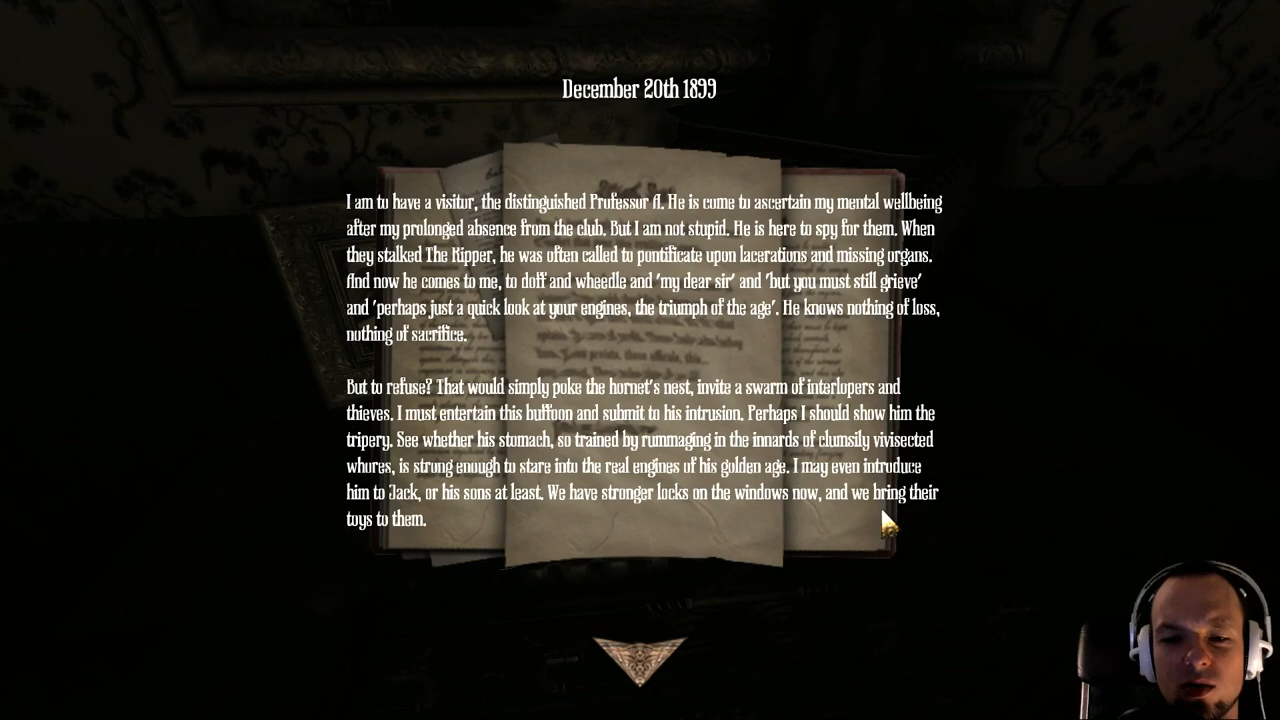 December 20th 1899
I am to have a visitor, the distinguished Professor A. He is come to ascertain my mental wellbeing
after my prolonged absence from the club. But I am not stupid. He is here to spy for them. When
they stalked The Ripper, he was often called to pontificate upon lacerations and missing organs.
And now he comes to me, to doff and wheedle and 'my dear sir' and 'but you must still grieve'
and 'perhaps just a quick look at your engines, the triumph of the age'. He knows nothing of loss,
nothing of sacrifice.
But to refuse? That would simply poke the hornet's nest, invite a swarm of interlopers and
thieves. I must entertain this buffoon and submit to his intrusion. Perhaps I should show him the
tripery. See whether his stomach, so trained by rummaging in the innards of clumsily vivisected
whores, is strong enough to stare into the real engines of his golden age. I may even introduce
him to Jack, or his sons at least. We have stronger locks on the windows now, and we bring their
toys to them.